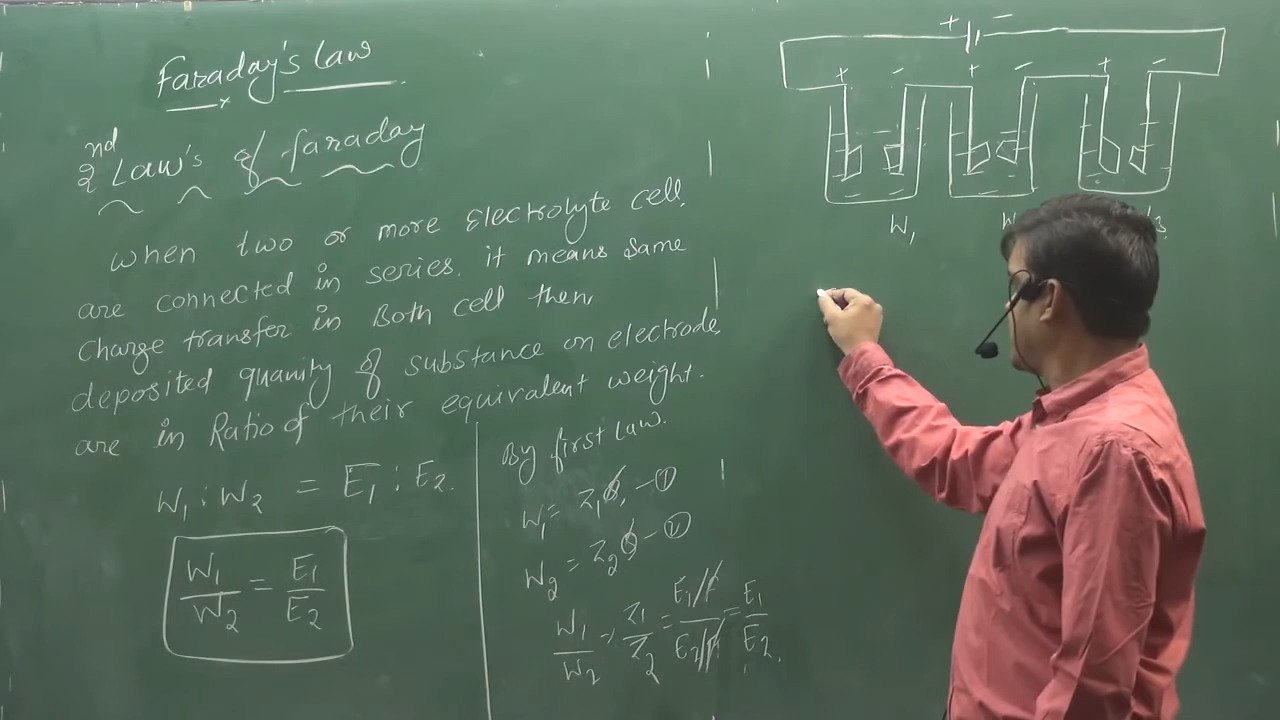 Faraday's Law
2nd Law's of faraday
When two or more Electrolyte cell.
are connected in series. it means same
Charge transfer in Both cell then,
deposited quanity of substance on electrode,
are in Ratio of their equivalent weight.
W₁ : W₂ = E₁ : E₂.
W₁/W₂ = E₁/E₂
By first Law.
W₁ = Z₁Q, - ①
W₂ = Z₂Q - ②
W₁/W₂ = Z₁/Z₂ = E₁/F / E₂/F = E₁/E₂.
+ -
+ - + - + -
W₁ W 3